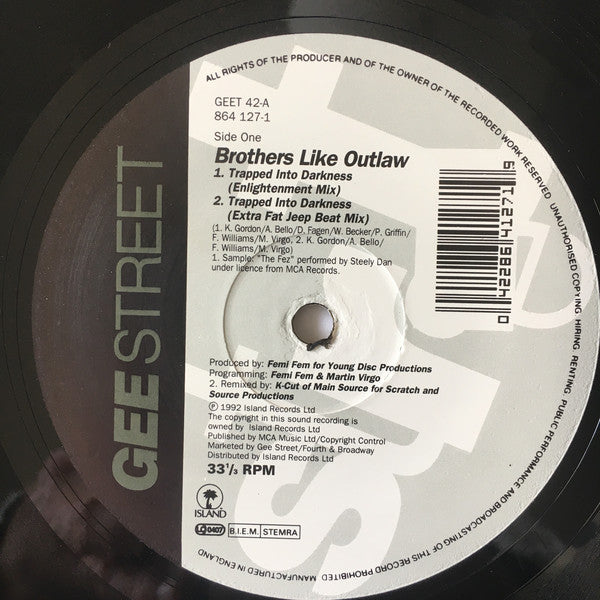 ALL RIGHTS OF THE PRODUCER AND OF THE OWNER OF THE RECORDED WORK RESERVED UNAUTHORISED COPYING HIRING RENTING PUBLIC PERFORMANCE AND BROADCASTING OF THIS RECORD PROHIBITED MANUFACTURED IN ENGLAND
GEE STREET
GEET 42-A
864 127-1
Side One
Brothers Like Outlaw
1. Trapped Into Darkness
(Enlightenment Mix)
2. Trapped Into Darkness
(Extra Fat Jeep Beat Mix)
(1. K. Gordon/A. Bello/D. Fagen/W. Becker/P. Griffin/
F. Williams/M. Virgo, 2. K. Gordon/A. Bello/
F. Williams/M. Virgo)
1. Sample: "The Fez" performed by Steely Dan
under licence from MCA Records.
0 42286 41271 9
Produced by: Femi Fem for Young Disc Productions
Programming: Femi Fem & Martin Virgo
2. Remixed by: K-Cut of Main Source for Scratch and
Source Productions
℗ 1992 Island Records Ltd
The copyright in this sound recording is
owned by Island Records Ltd
Published by MCA Music Ltd/Copyright Control
Marketed by Gee Street/Fourth & Broadway
Distributed by Island Records Ltd
33⅓ RPM
ISLAND
LC 0407 B.I.E.M. STEMRA